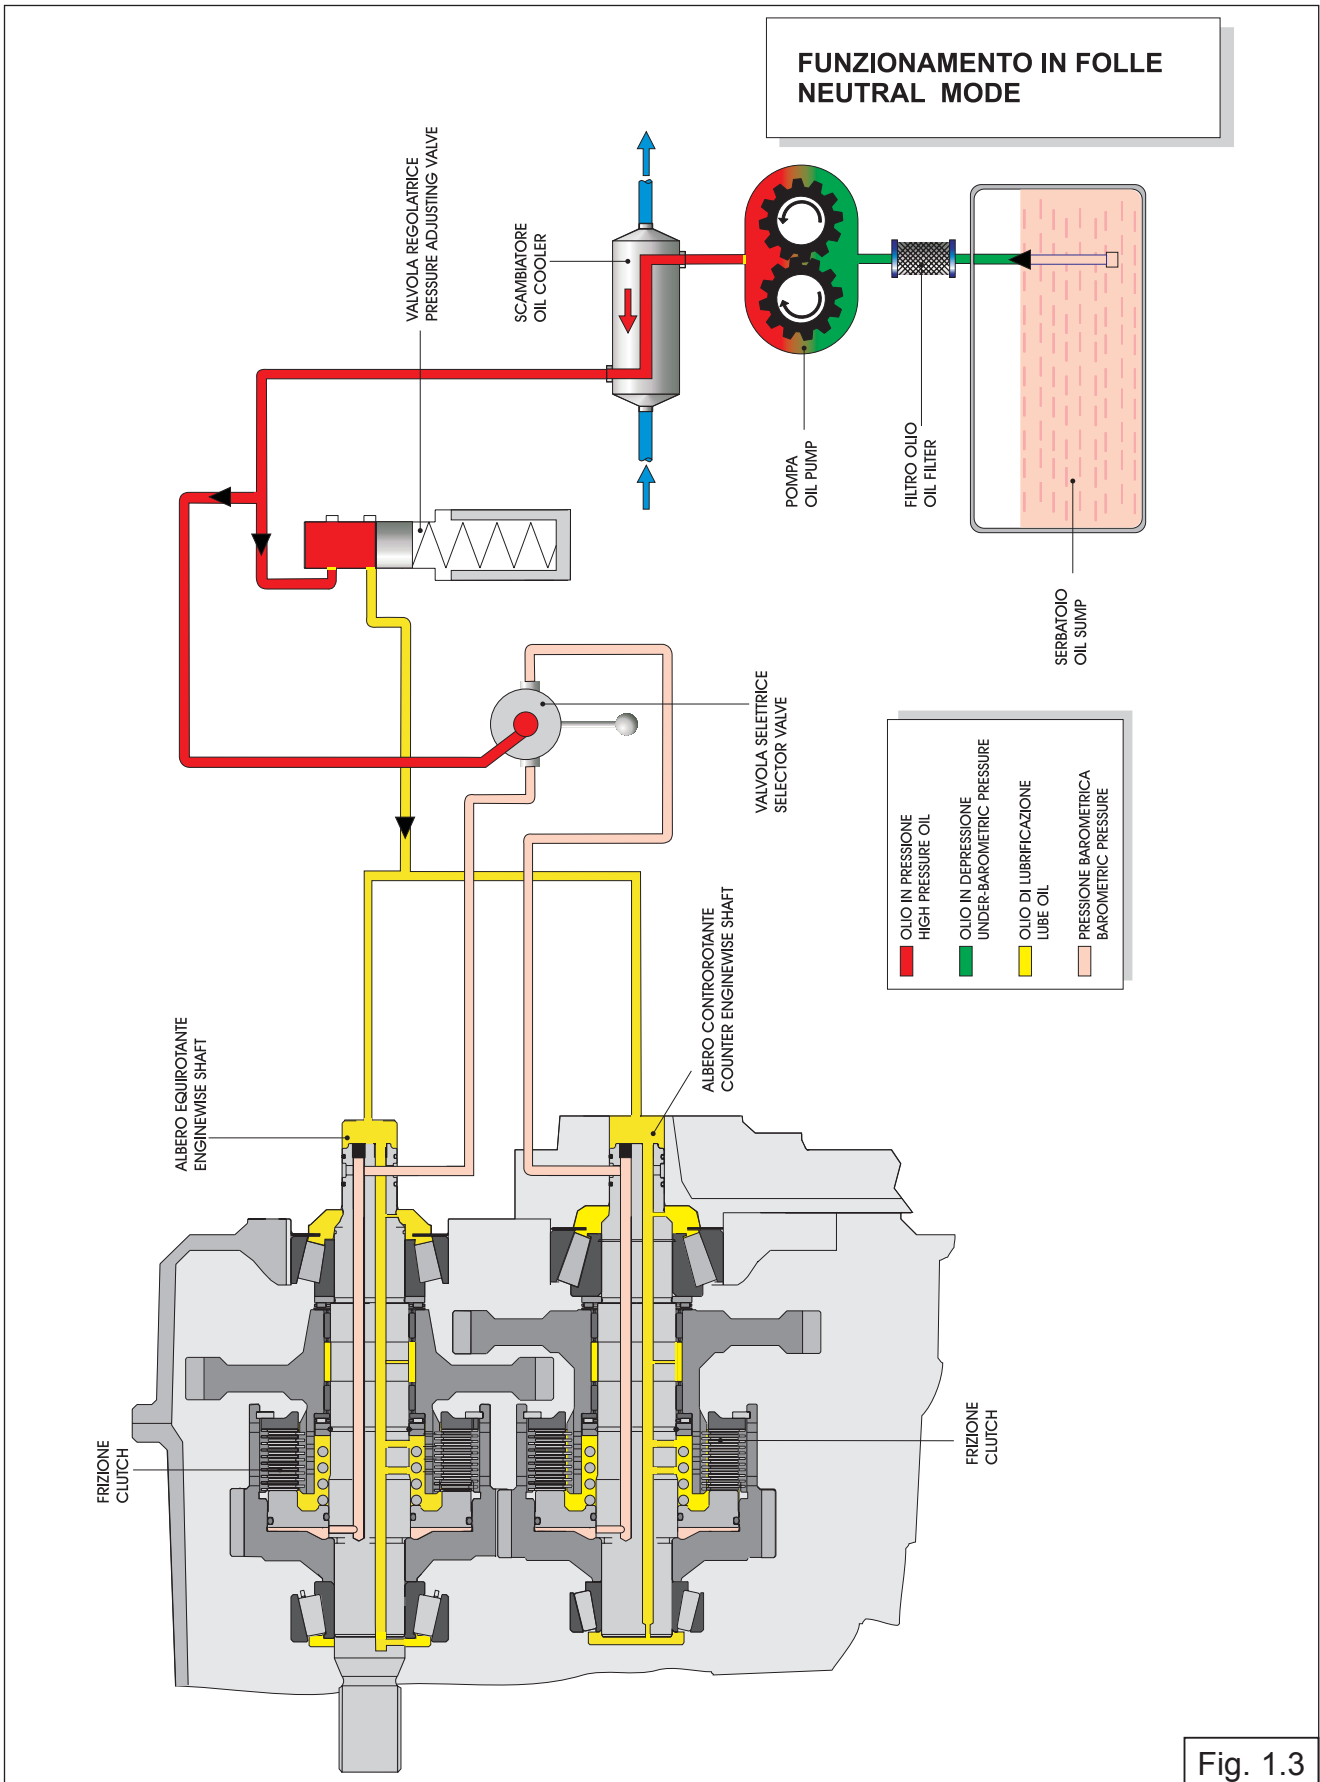 FUNZIONAMENTO IN FOLLE
NEUTRAL MODE
VALVOLA REGOLATRICE
PRESSURE ADJUSTING VALVE
SCAMBIATORE
OIL COOLER
POMPA
OIL PUMP
FILTRO OLIO
OIL FILTER
SERBATOIO
OIL SUMP
VALVOLA SELETTRICE
SELECTOR VALVE
OLIO IN PRESSIONE
HIGH PRESSURE OIL
OLIO IN DEPRESSIONE
UNDER-BAROMETRIC PRESSURE
OLIO DI LUBRIFICAZIONE
LUBE OIL
PRESSIONE BAROMETRICA
BAROMETRIC PRESSURE
ALBERO EQUIROTANTE
ENGINEWISE SHAFT
ALBERO CONTROROTANTE
COUNTER ENGINEWISE SHAFT
FRIZIONE
CLUTCH
FRIZIONE
CLUTCH
Fig. 1.3